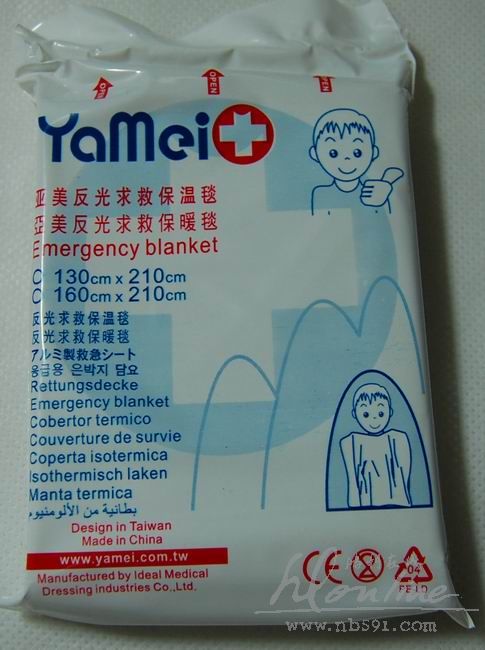 OPEN
OPEN
OPEN
YaMei
亚美反光求救保温毯
亞美反光求救保暖毯
Emergency blanket
130cm x 210cm
160cm x 210cm
反光求救保温毯
反光求救保暖毯
アルミ製救急シート
응급용 은박지 담요
Rettungsdecke
Emergency blanket
Cobertor termico
Couverture de survie
Coperta isotermica
Isothermisch laken
Manta termica
بطانية من الألومنيوم
Design in Taiwan
Made in China
www.yamei.com.tw
Manufactured by Ideal Medical
Dressing industries Co.,Ltd.
CE
2
04
www.nb591.com